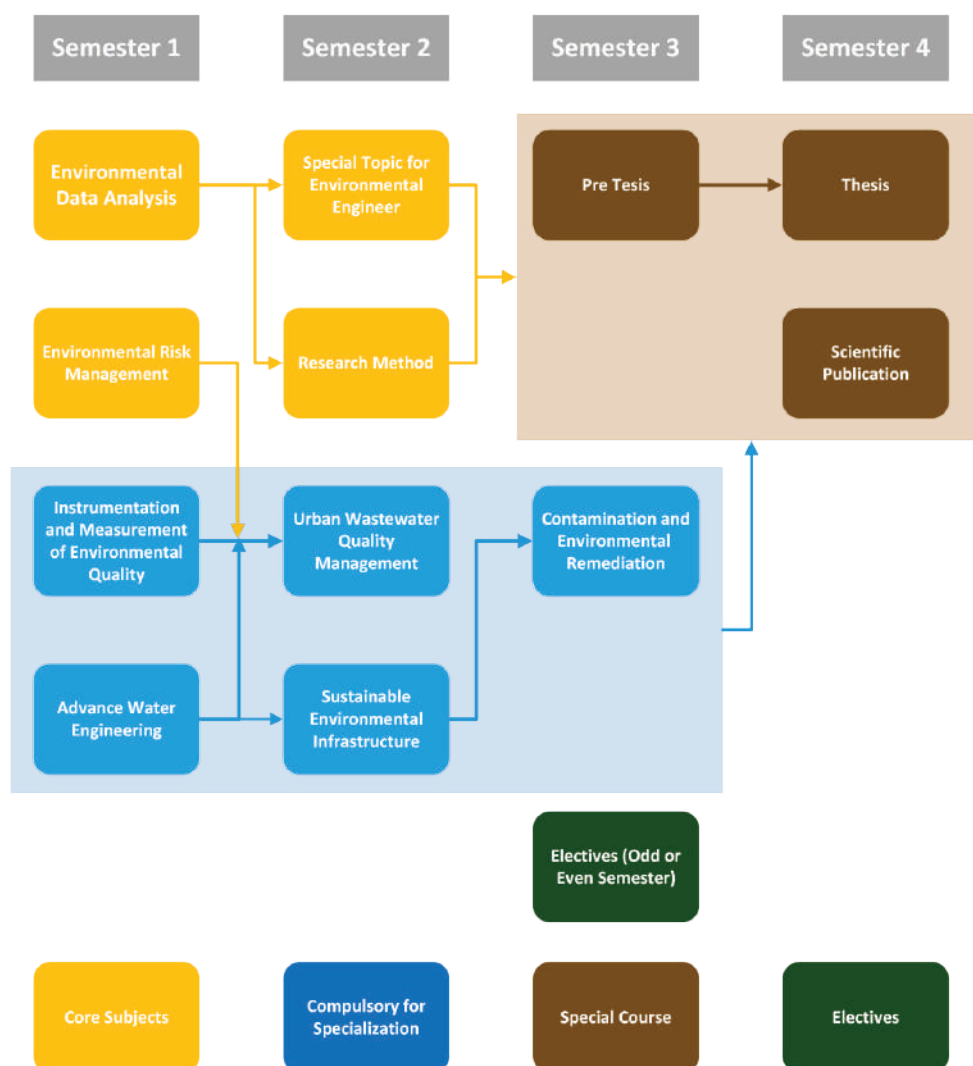 Semester 1
Semester 2
Semester 3
Semester 4
Environmental
Data Analysis
Special Topic for
Environmental
Engineer
Pre Tesis
Thesis
Environmental Risk
Management
Research Method
Scientific
Publication
Instrumentation
and Measurement
of Environmental
Quality
Urban Wastewater
Quality
Management
Contamination and
Environmental
Remediation
Advance Water
Engineering
Sustainable
Environmental
Infrastructure
Electives (Odd or
Even Semester)
Core Subjects
Compulsory for
Specialization
Special Course
Electives